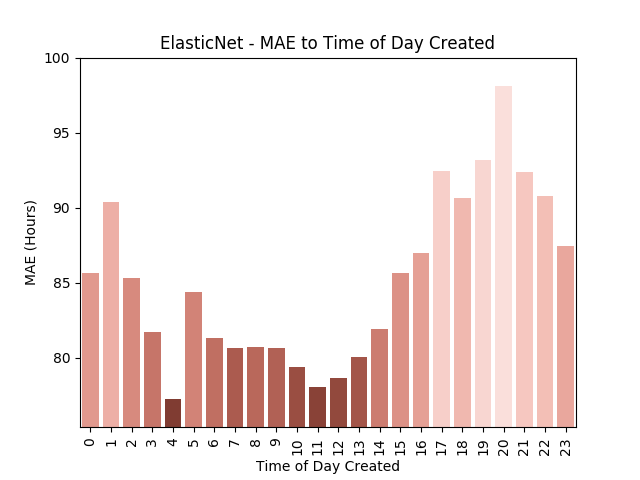 ElasticNet - MAE to Time of Day Created
100
95
90
85
80
MAE (Hours)
0 1 2 3 4 5 6 7 8 9 10 11 12 13 14 15 16 17 18 19 20 21 22 23
Time of Day Created